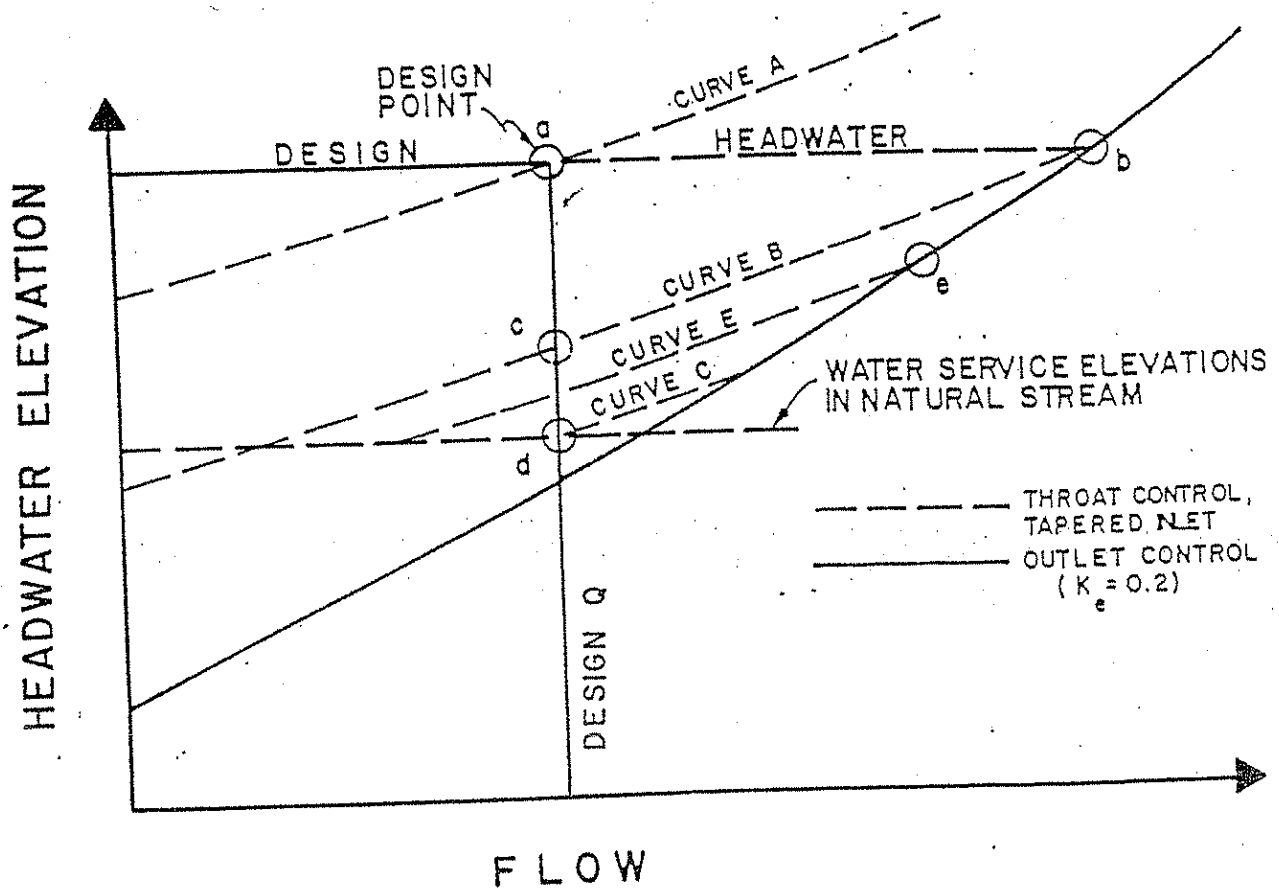 DESIGN
POINT
a
CURVE A
DESIGN
HEADWATER
b
CURVE B
e
c
CURVE E
CURVE C
WATER SERVICE ELEVATIONS
IN NATURAL STREAM
d
THROAT CONTROL,
TAPERED INLET
OUTLET CONTROL
(Ke=0.2)
DESIGN Q
HEADWATER ELEVATION
FLOW